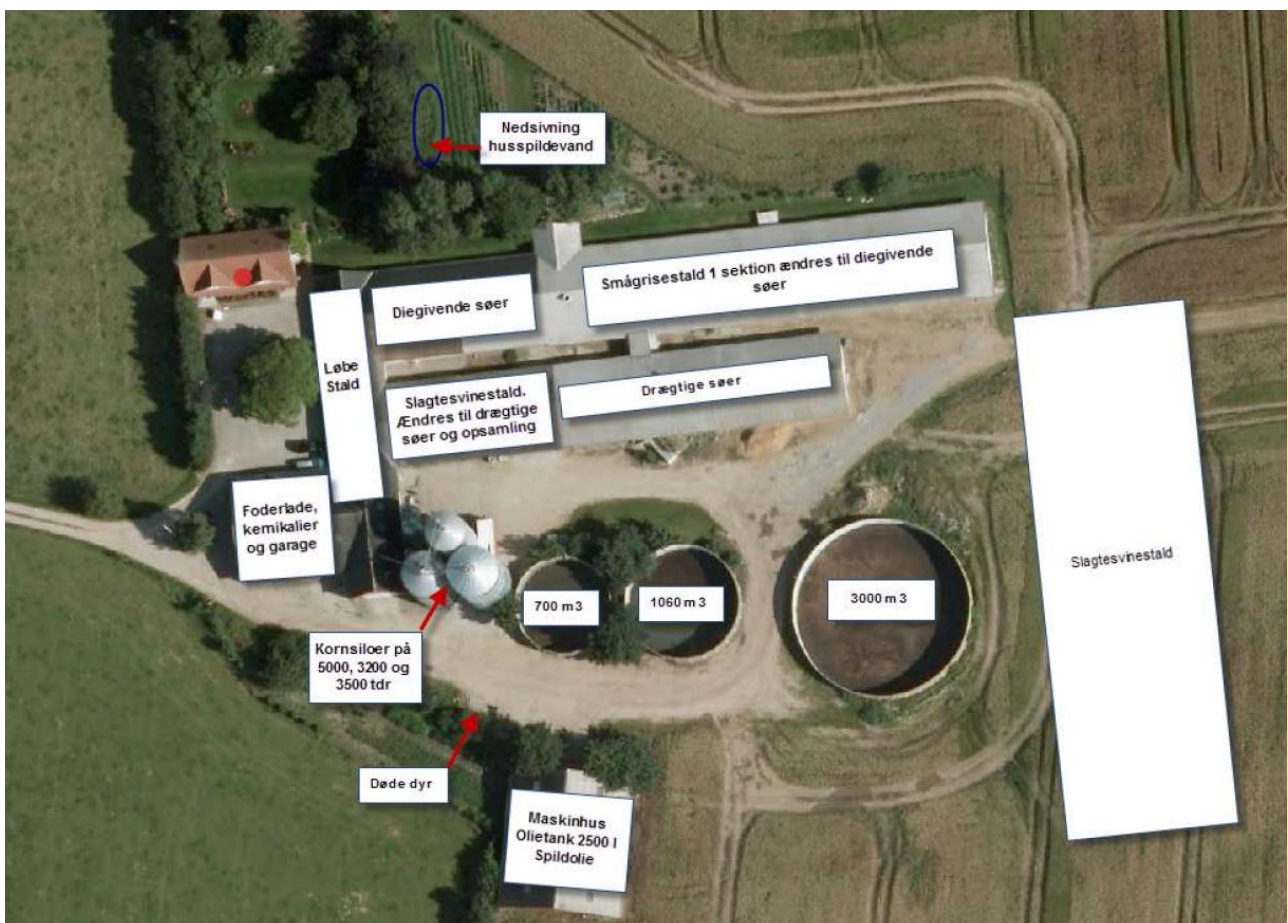 Nedsivning
husspildevand
Smågrisestald 1 sektion ændres til diegivende
søer
Diegivende søer
Løbe
Stald
Slagtesvinestald.
Ændres til drægtige
søer og opsamling
Drægtige søer
Foderlade,
kemikalier
og garage
Slagtesvinestald
700 m3
1060 m3
3000 m3
Kornsiloer på
5000, 3200 og
3500 tdr
Døde dyr
Maskinhus
Olietank 2500 l
Spildolie